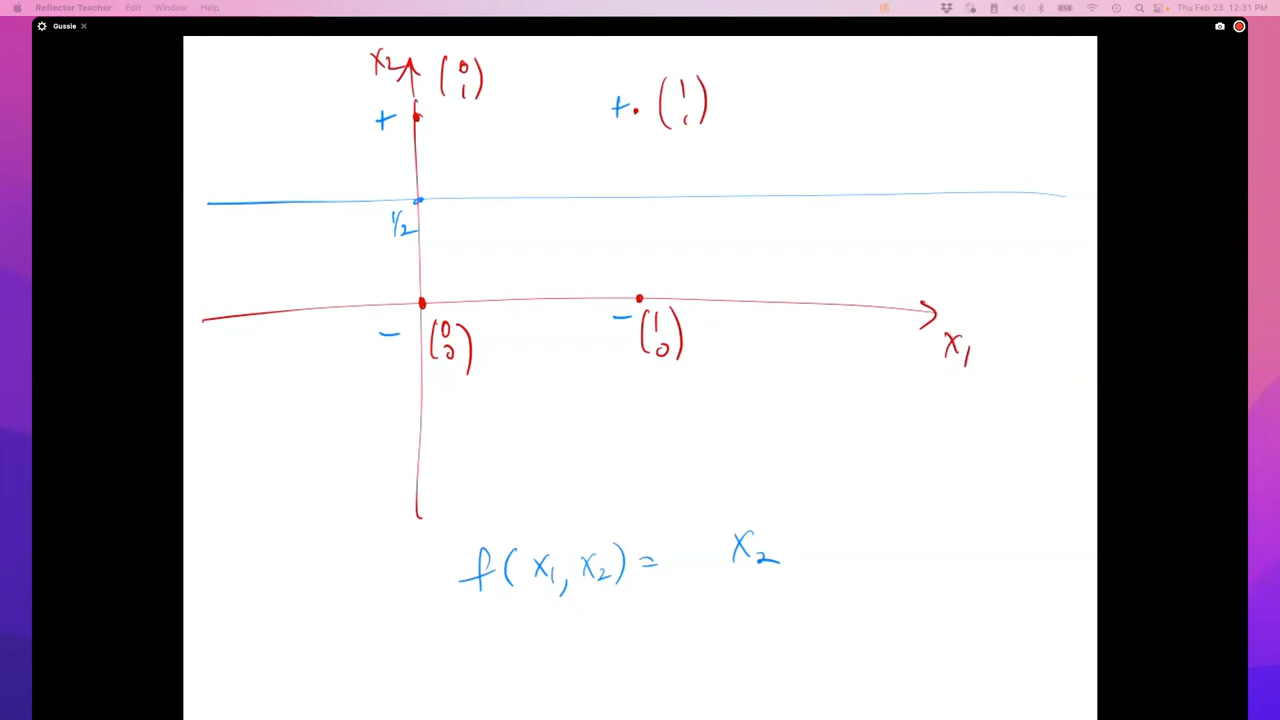 Reflector Teacher Edit Window Help Thu Feb 23 12:31 PM
Gussie
x2 (0 1)
+ + (1 1)
1/2
- (0 0) - (1 0)
x1
f(x1, x2) = x2